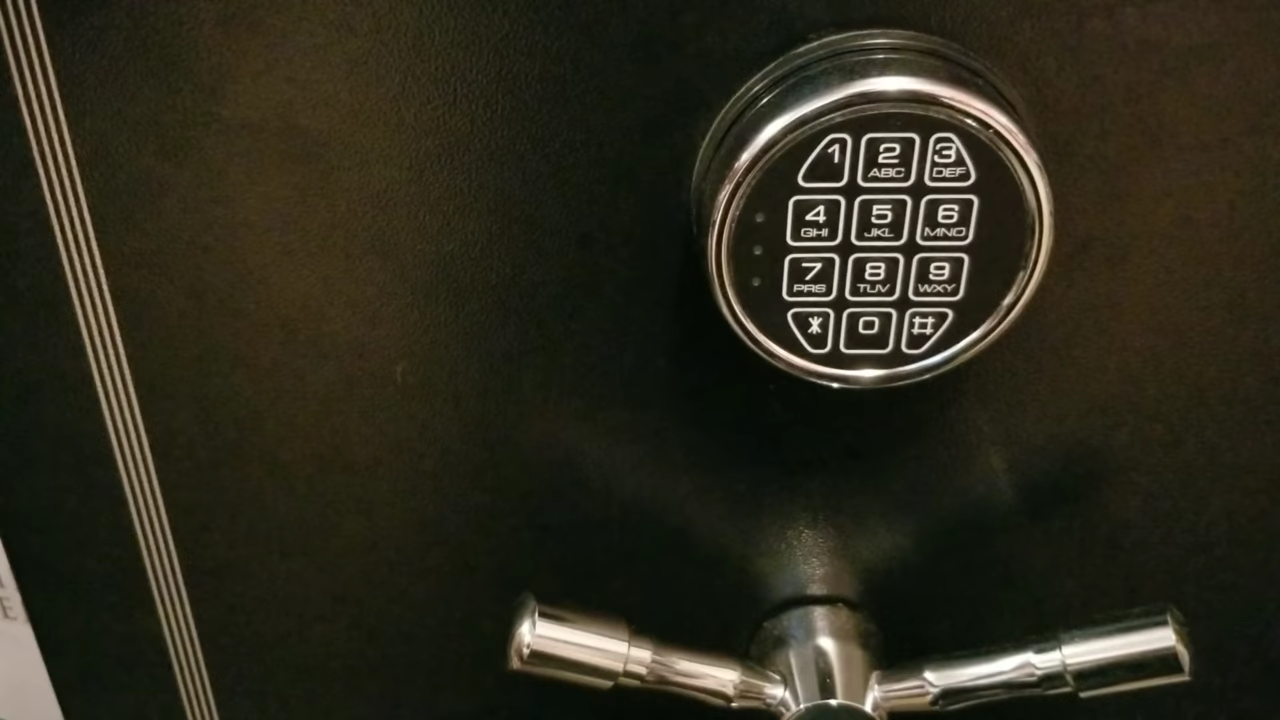 1 2 3
ABC DEF
4 5 6
GHI JKL MNO
7 8 9
PRS TUV WXY
* 0 #
E